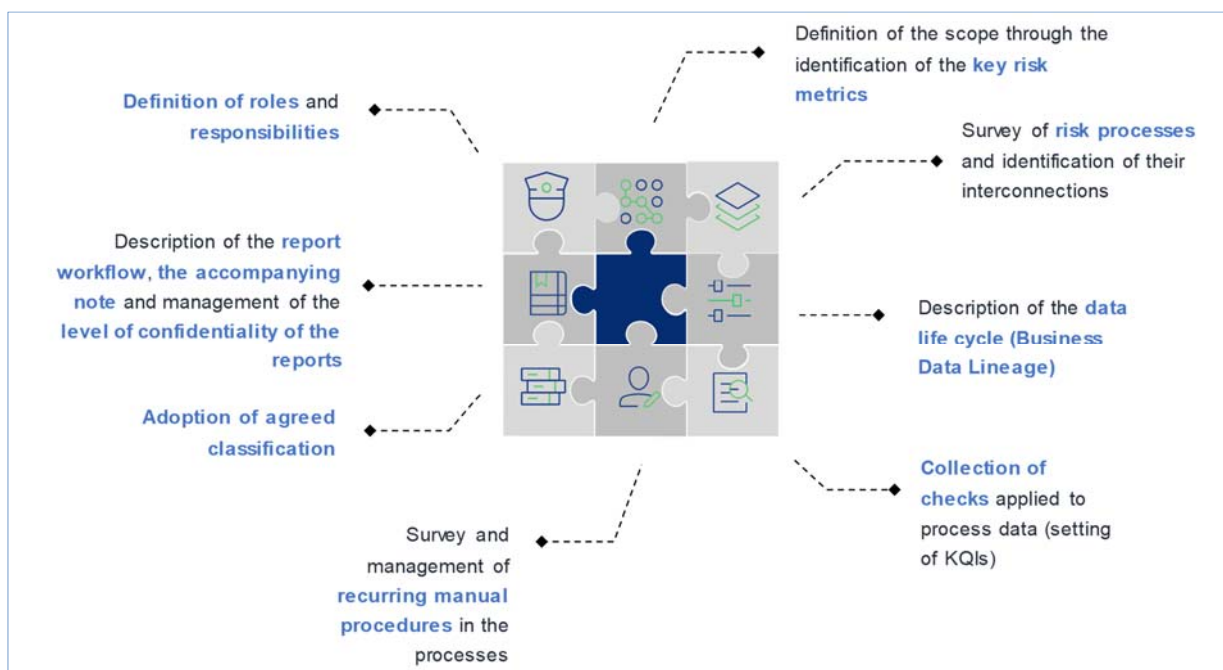 Definition of the scope through the
identification of the key risk
metrics
Definition of roles and
responsibilities
Survey of risk processes
and identification of their
interconnections
Description of the report
workflow, the accompanying
note and management of the
level of confidentiality of the
reports
Description of the data
life cycle (Business
Data Lineage)
Adoption of agreed
classification
Collection of
checks applied to
process data (setting
of KQIs)
Survey and
management of
recurring manual
procedures in the
processes